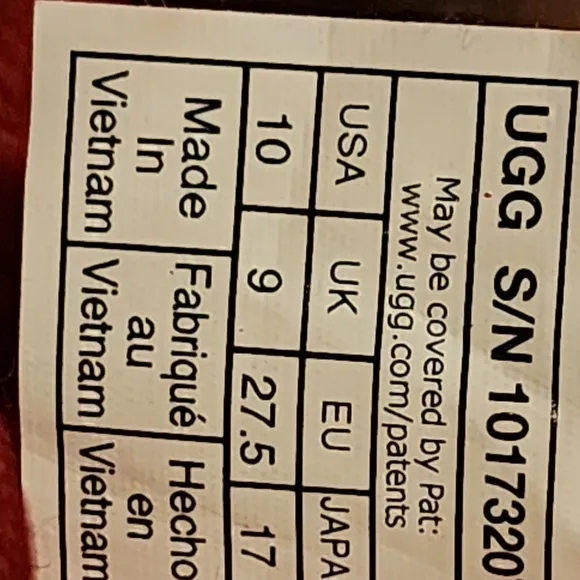 UGG S/N 1017320
May be covered by Pat:
www.ugg.com/patents
USA UK EU JAPA
10 9 27.5 17
Made Fabriqué Hecho
In au en
Vietnam Vietnam Vietnam